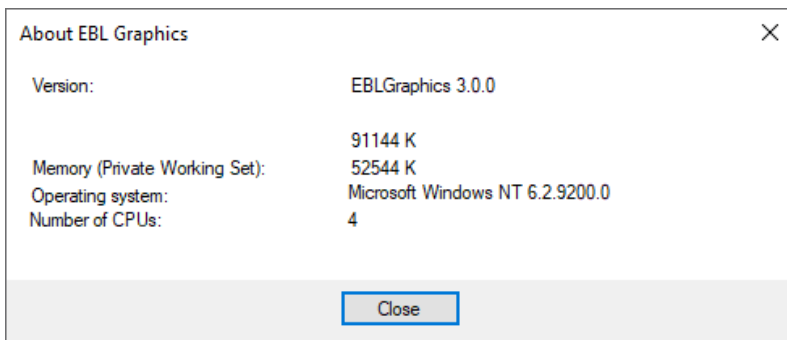 About EBL Graphics
Version: EBLGraphics 3.0.0
91144 K
Memory (Private Working Set): 52544 K
Operating system: Microsoft Windows NT 6.2.9200.0
Number of CPUs: 4
Close